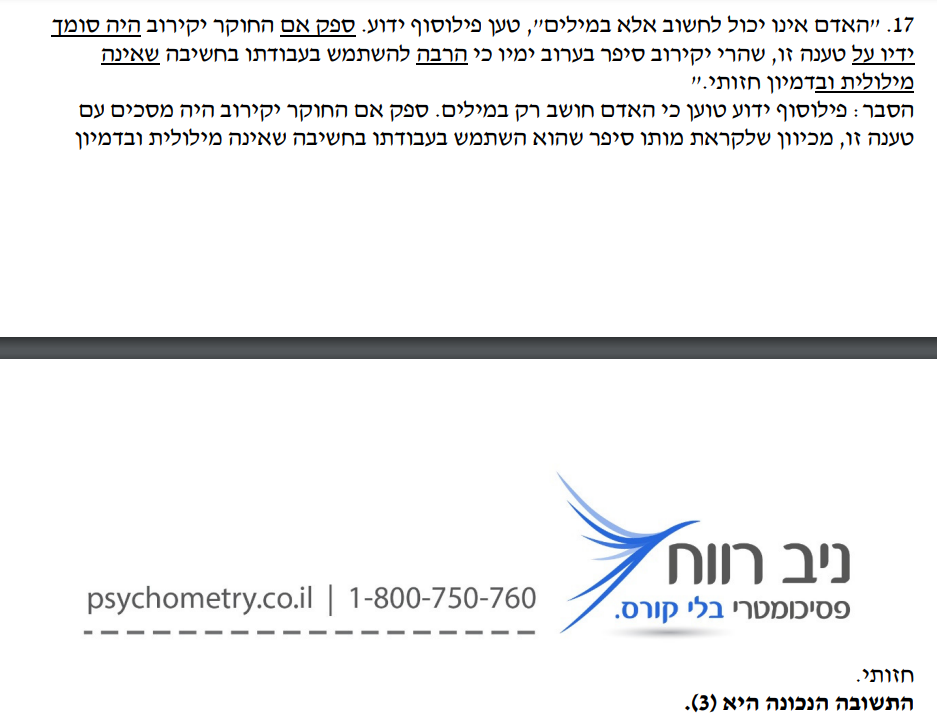 17. "האדם אינו יכול לחשוב אלא במילים", טען פילוסוף ידוע. ספק אם החוקר יקירוב היה סומך
ידיו על טענה זו, שהרי יקירוב סיפר בערוב ימיו כי הרבה להשתמש בעבודתו בחשיבה שאינה
מילולית ובדמיון חזותי."
הסבר: פילוסוף ידוע טוען כי האדם חושב רק במילים. ספק אם החוקר יקירוב היה מסכים עם
טענה זו, מכיוון שלקראת מותו סיפר שהוא השתמש בעבודתו בחשיבה שאינה מילולית ובדמיון
ניב רווח
פסיכומטרי בלי קורס.
psychometry.co.il | 1-800-750-760
חזותי.
התשובה הנכונה היא (3).